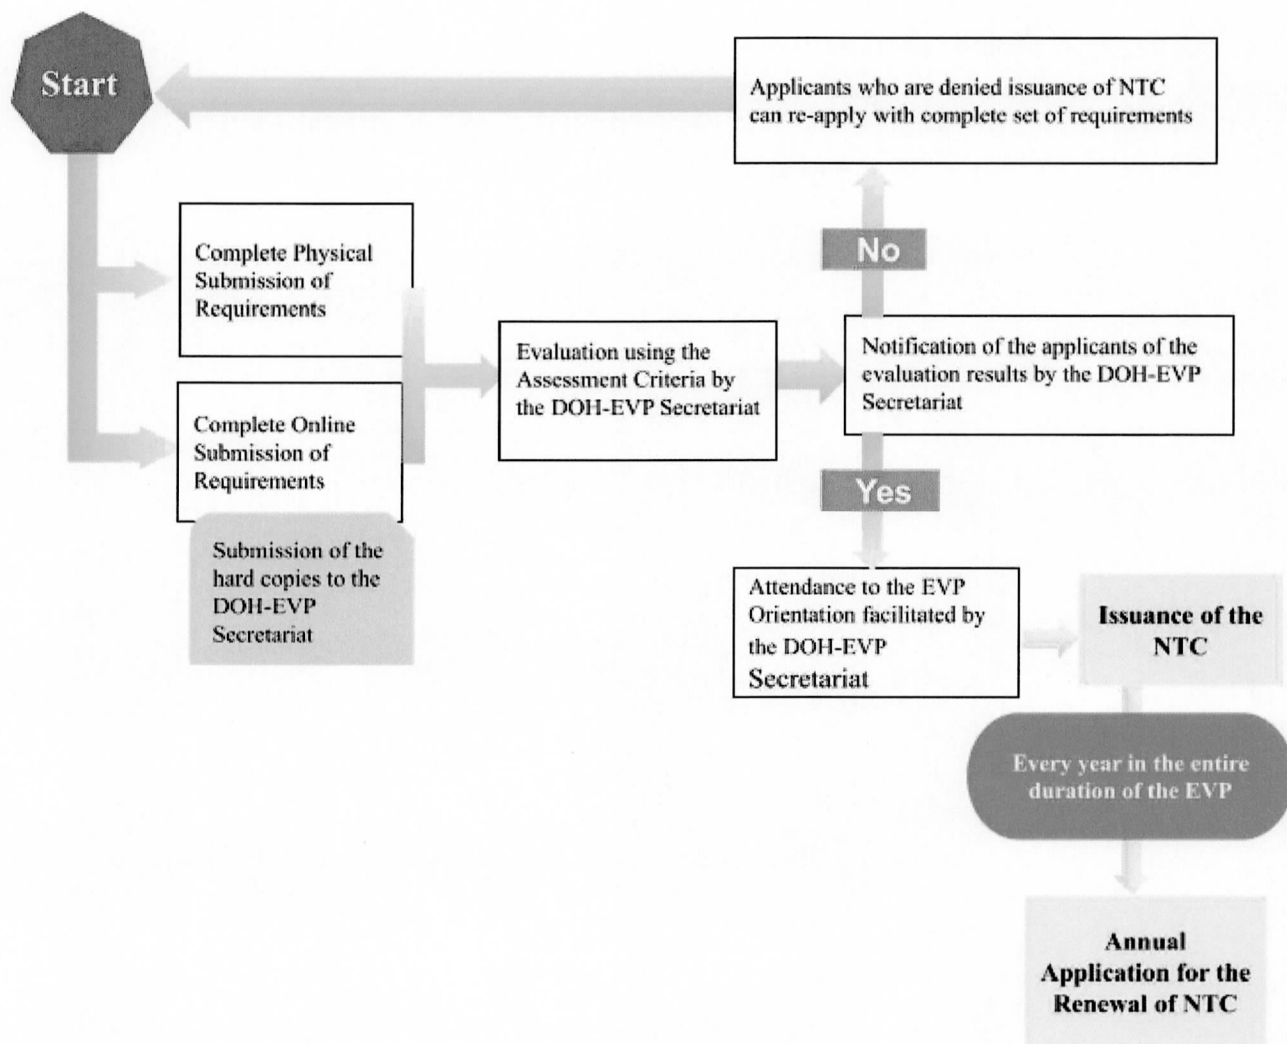 Start
Applicants who are denied issuance of NTC
can re-apply with complete set of requirements
Complete Physical
Submission of
Requirements
No
Evaluation using the
Assessment Criteria by
the DOH-EVP Secretariat
Notification of the applicants of the
evaluation results by the DOH-EVP
Secretariat
Complete Online
Submission of
Requirements
Yes
Submission of the
hard copies to the
DOH-EVP
Secretariat
Attendance to the EVP
Orientation facilitated by
the DOH-EVP
Secretariat
Issuance of the
NTC
Every year in the entire
duration of the EVP
Annual
Application for the
Renewal of NTC